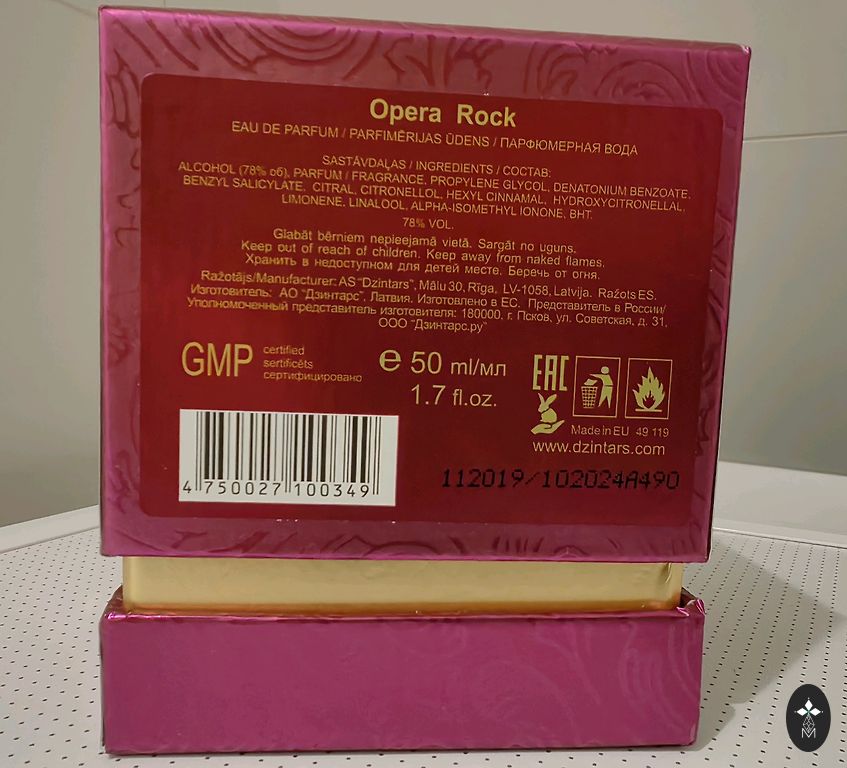 Opera Rock
EAU DE PARFUM / PARFIMĒRIJAS ŪDENS / ПАРФЮМЕРНАЯ ВОДА
SASTĀVDAĻAS / INGREDIENTS / СОСТАВ:
ALCOHOL (78% об), PARFUM / FRAGRANCE, PROPYLENE GLYCOL, DENATONIUM BENZOATE,
BENZYL SALICYLATE, CITRAL, CITRONELLOL, HEXYL CINNAMAL, HYDROXYCITRONELLAL,
LIMONENE, LINALOOL, ALPHA-ISOMETHYL IONONE, BHT.
78% VOL.
Glabāt bērniem nepieejamā vietā. Sargāt no uguns.
Keep out of reach of children. Keep away from naked flames.
Хранить в недоступном для детей месте. Беречь от огня.
Ražotājs/Manufacturer: AS "Dzintars", Mālu 30, Rīga, LV-1058, Latvija. Ražots ES.
Изготовитель: АО "Дзинтарс", Латвия. Изготовлено в ЕС. Представитель в России/
Уполномоченный представитель изготовителя: 180000, г. Псков, ул. Советская, д. 31,
ООО "Дзинтарс.ру"
GMP certified
sertificēts
сертифицировано
℮ 50 ml/мл
1.7 fl.oz.
EAC
Made in EU 49 119
www.dzintars.com
4 750027 100349
112019/102024A490
M